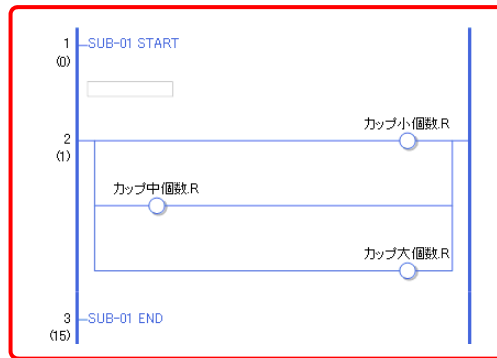 1 SUB-01 START
(0)
カップ小個数.R
2
(1)
カップ中個数.R
カップ大個数.R
3 SUB-01 END
(15)